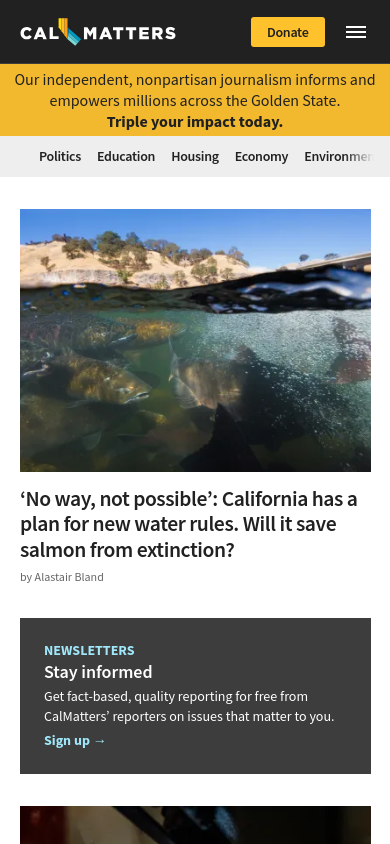 CAL MATTERS
Donate
Our independent, nonpartisan journalism informs and
empowers millions across the Golden State.
Triple your impact today.
Politics Education Housing Economy
‘No way, not possible’: California has a
plan for new water rules. Will it save
salmon from extinction?
by Alastair Bland
NEWSLETTERS
Stay informed
Get fact-based, quality reporting for free from
CalMatters’ reporters on issues that matter to you.
Sign up →